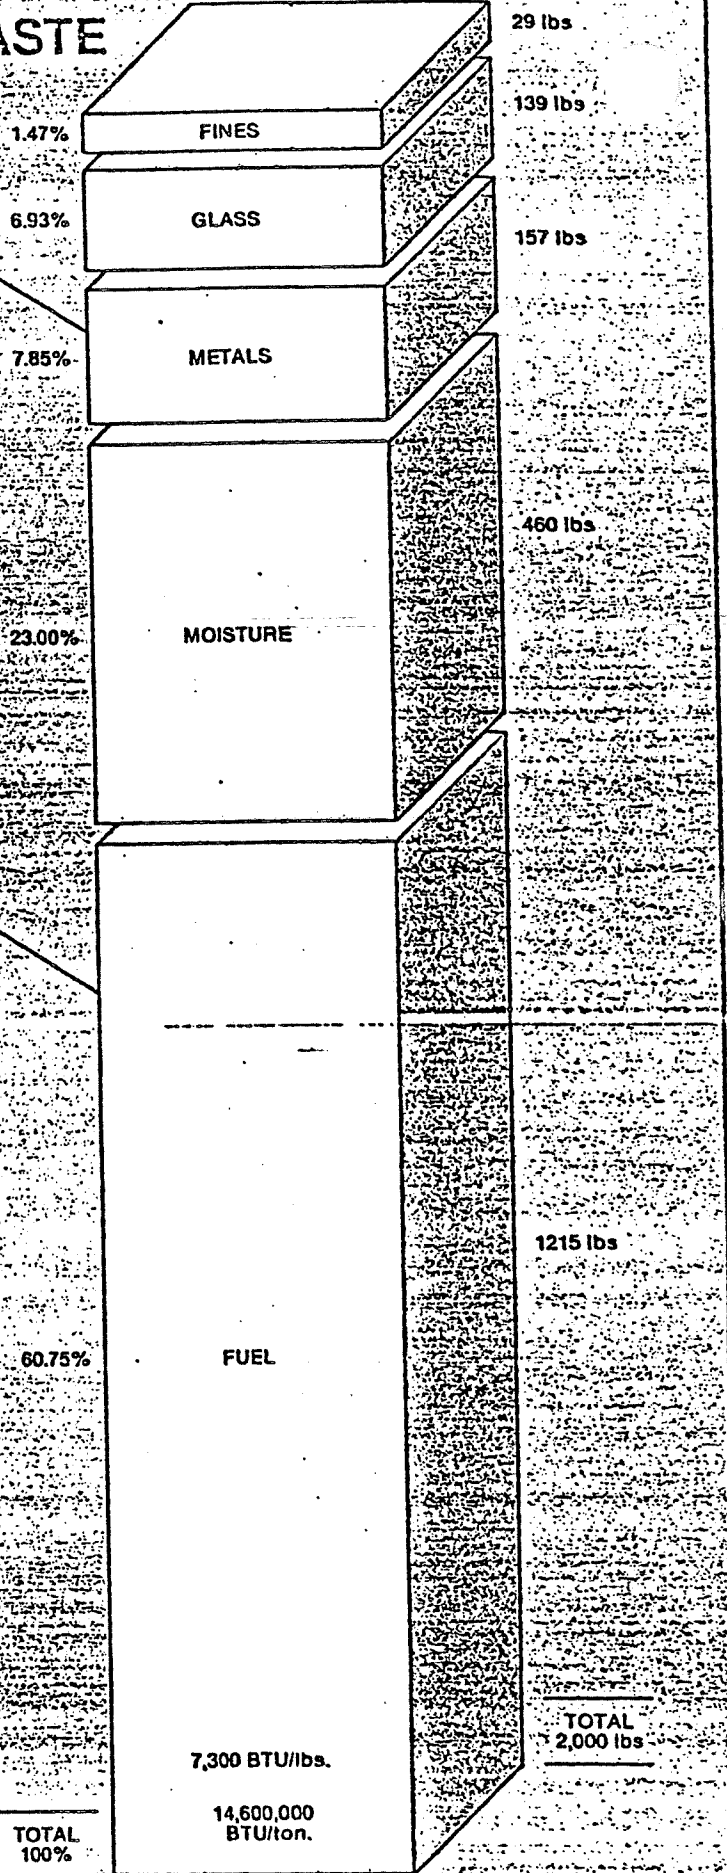 ASTE
29 lbs
139 lbs
1.47%
FINES
6.93%
GLASS
157 lbs
7.85%
METALS
460 lbs
23.00%
MOISTURE
1215 lbs
60.75%
FUEL
7,300 BTU/lbs.
14,600,000
BTU/ton.
TOTAL
2,000 lbs
TOTAL
100%